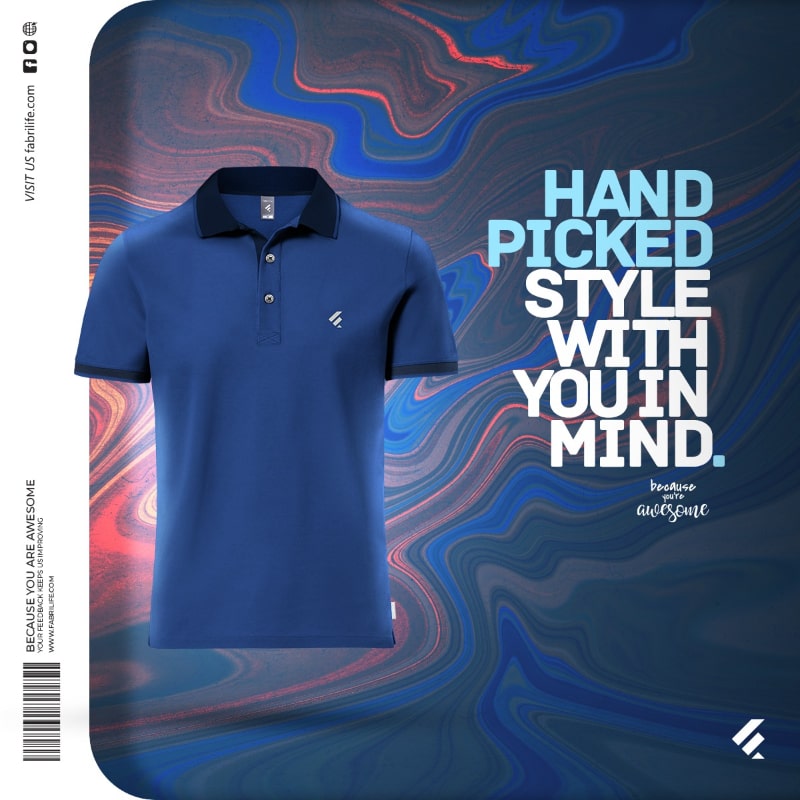 VISIT US fabrilife.com
HAND
PICKED
STYLE
WITH
YOU IN
MIND.
because
you're
awesome
BECAUSE YOU ARE AWESOME
YOUR FEEDBACK KEEPS US IMPROVING
WWW.FABRILIFE.COM